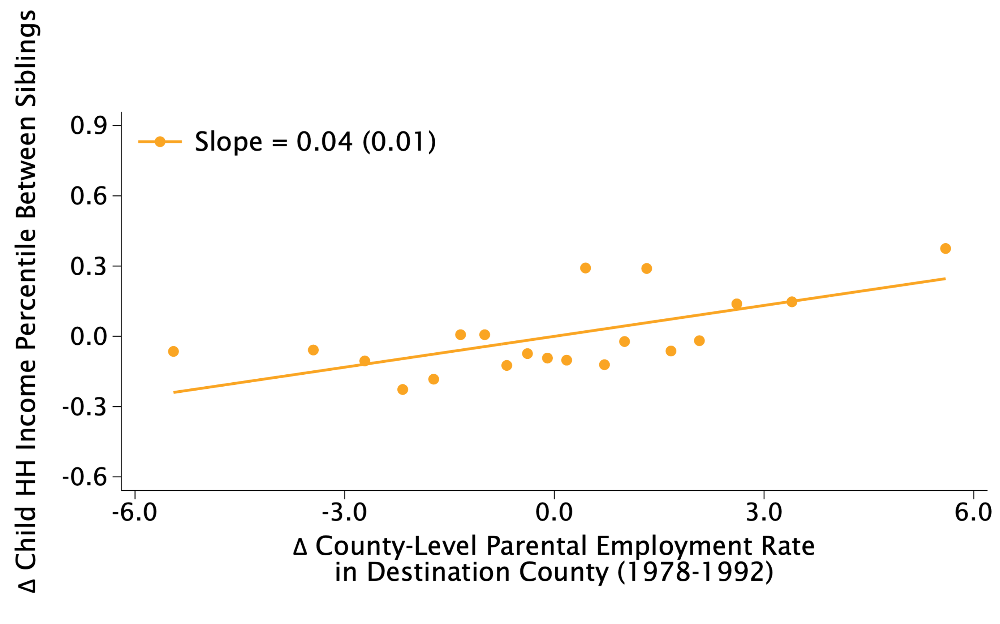 Δ Child HH Income Percentile Between Siblings
0.9
0.6
0.3
0.0
-0.3
-0.6
Slope = 0.04 (0.01)
-6.0
-3.0
0.0
3.0
6.0
Δ County-Level Parental Employment Rate
in Destination County (1978-1992)